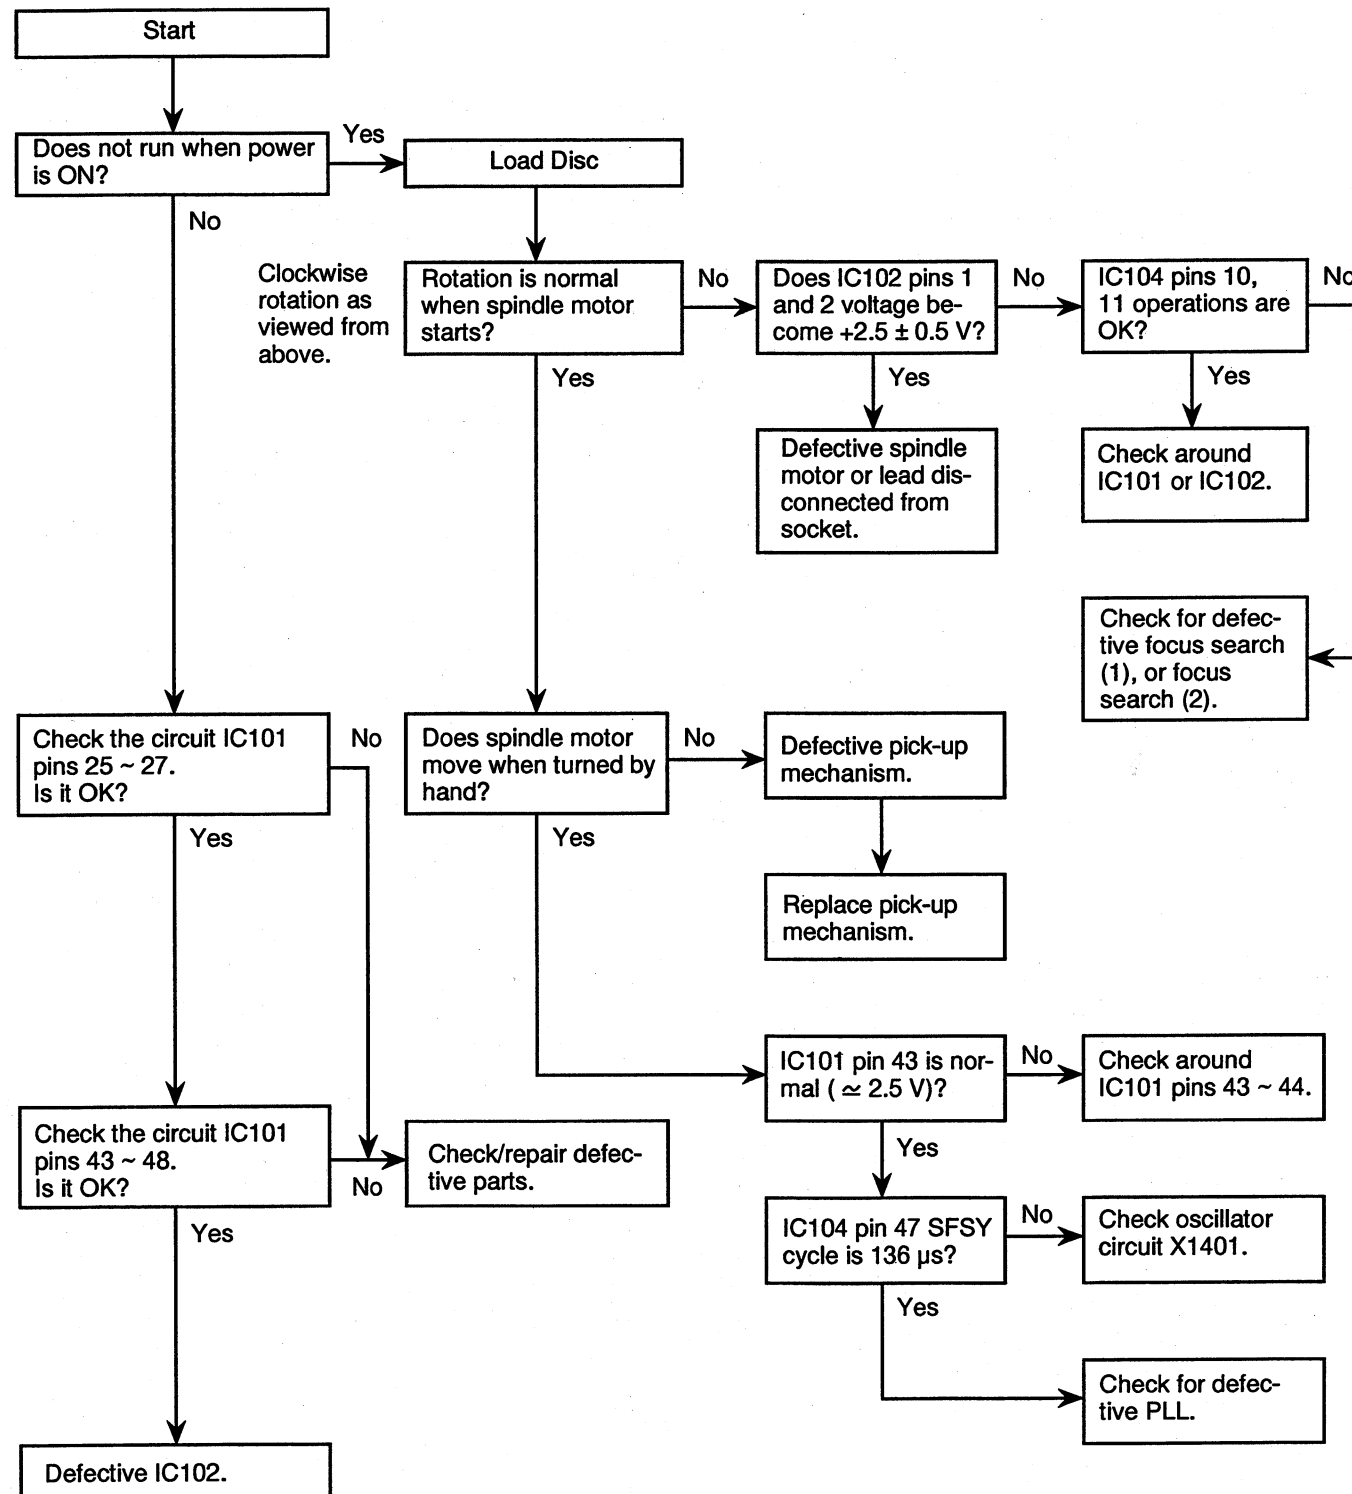 Start
Does not run when power
is ON?
Yes
Load Disc
No
Clockwise
rotation as
viewed from
above.
Rotation is normal
when spindle motor
starts?
No
Does IC102 pins 1
and 2 voltage be-
come +2.5 ± 0.5 V?
No
IC104 pins 10,
11 operations are
OK?
No
Yes
Yes
Yes
Defective spindle
motor or lead dis-
connected from
socket.
Check around
IC101 or IC102.
Check for defec-
tive focus search
(1), or focus
search (2).
Check the circuit IC101
pins 25 ~ 27.
Is it OK?
No
Does spindle motor
move when turned by
hand?
No
Defective pick-up
mechanism.
Yes
Yes
Replace pick-up
mechanism.
IC101 pin 43 is nor-
mal ( ≃ 2.5 V)?
No
Check around
IC101 pins 43 ~ 44.
Yes
Check the circuit IC101
pins 43 ~ 48.
Is it OK?
No
Check/repair defec-
tive parts.
IC104 pin 47 SFSY
cycle is 136 µs?
No
Check oscillator
circuit X1401.
Yes
Yes
Check for defec-
tive PLL.
Defective IC102.